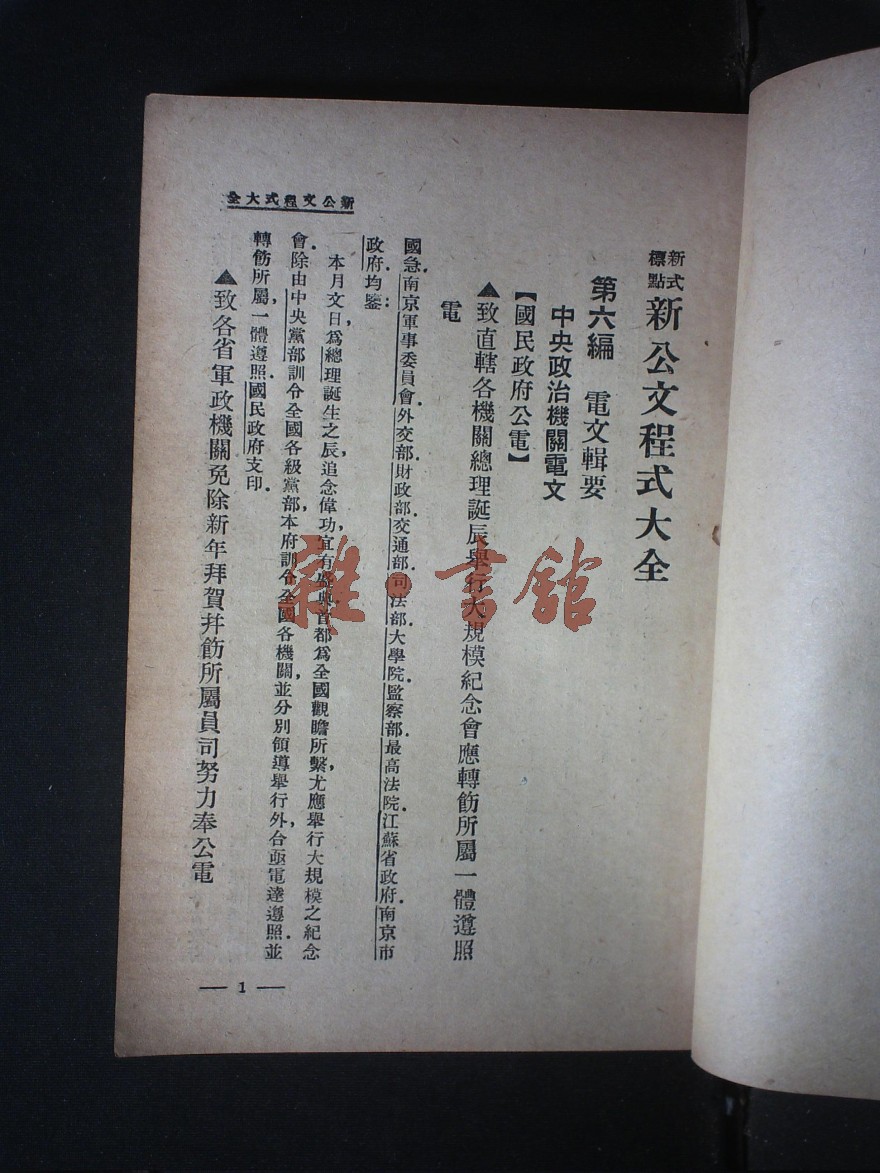 新式
標點
新公文程式大全
第六編　電文輯要
中央政治機關電文
【國民政府公電】
▲致直轄各機關總理誕辰舉行大規模紀念會應轉飭所屬一體遵照
電
國急．南京軍事委員會．外交部．財政部．交通部．司法部．大學院．監察部．最高法院．江蘇省政府．南京市
政府均鑒：
本月文日爲總理誕生之辰，追念偉功，宜有盛典，首都爲全國觀瞻所繫，尤應舉行大規模之紀念
會．除由中央黨部訓令全國各級黨部，本府訓令全國各機關，並分別領導舉行外，合亟電達遵照．並
轉飭所屬，一體遵照．國民政府支印．
▲致各省軍政機關免除新年拜賀幷飭所屬員司努力奉公電
新公文程式大全
— 1 —
雜·書館